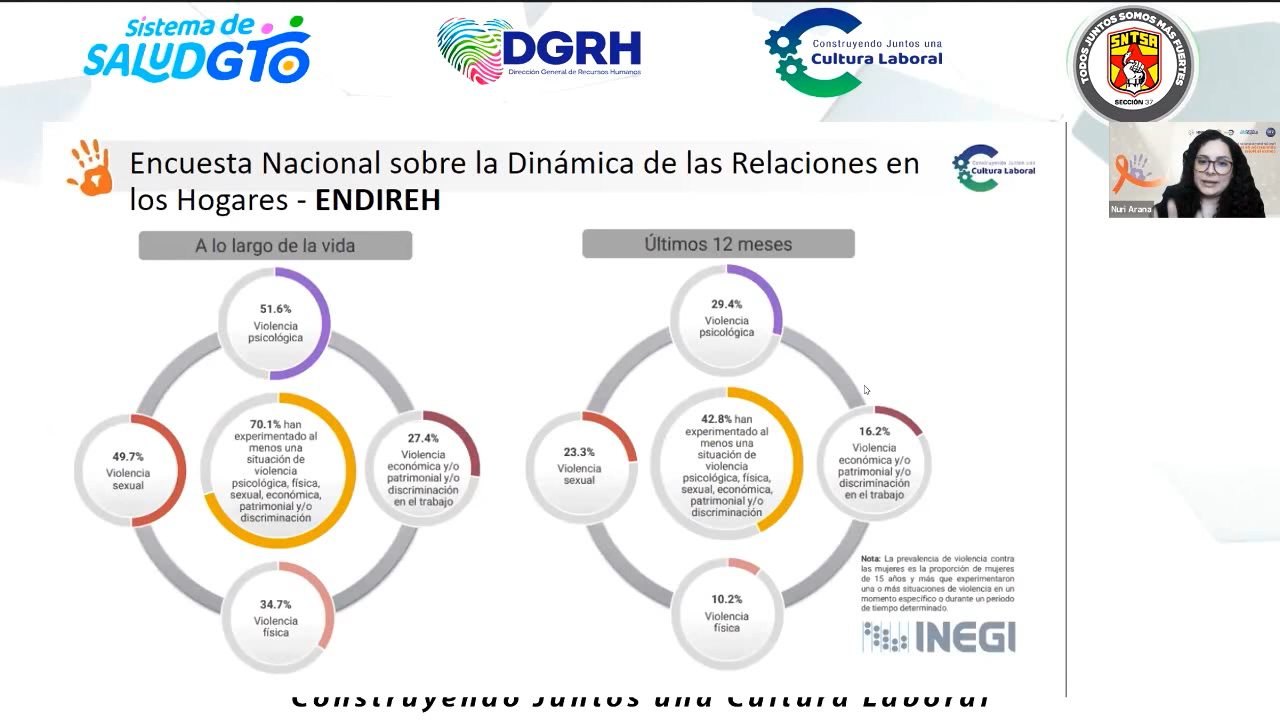 Sistema de
SALUDGTO
DGRH
Dirección General de Recursos Humanos
Construyendo Juntos una
Cultura Laboral
TODOS JUNTOS SOMOS MÁS FUERTES
SNTSA
SECCIÓN 37
Encuesta Nacional sobre la Dinámica de las Relaciones en
los Hogares - ENDIREH
Construyendo Juntos una
Cultura Laboral
Nuri Arana
A lo largo de la vida
51.6%
Violencia
psicológica
49.7%
Violencia
sexual
70.1% han
experimentado al
menos una
situación de
violencia
psicológica, física,
sexual, económica,
patrimonial y/o
discriminación
27.4%
Violencia
económica y/o
patrimonial y/o
discriminación
en el trabajo
34.7%
Violencia
física
Últimos 12 meses
29.4%
Violencia
psicológica
23.3%
Violencia
sexual
42.8% han
experimentado al
menos una
situación de
violencia
psicológica, física,
sexual, económica,
patrimonial y/o
discriminación
16.2%
Violencia
económica y/o
patrimonial y/o
discriminación
en el trabajo
10.2%
Violencia
física
Nota: La prevalencia de violencia contra
las mujeres es la proporción de mujeres
de 15 años y más que experimentaron
una o más situaciones de violencia en un
momento específico o durante un periodo
de tiempo determinado.
INEGI
Construyendo Juntos una Cultura Laboral